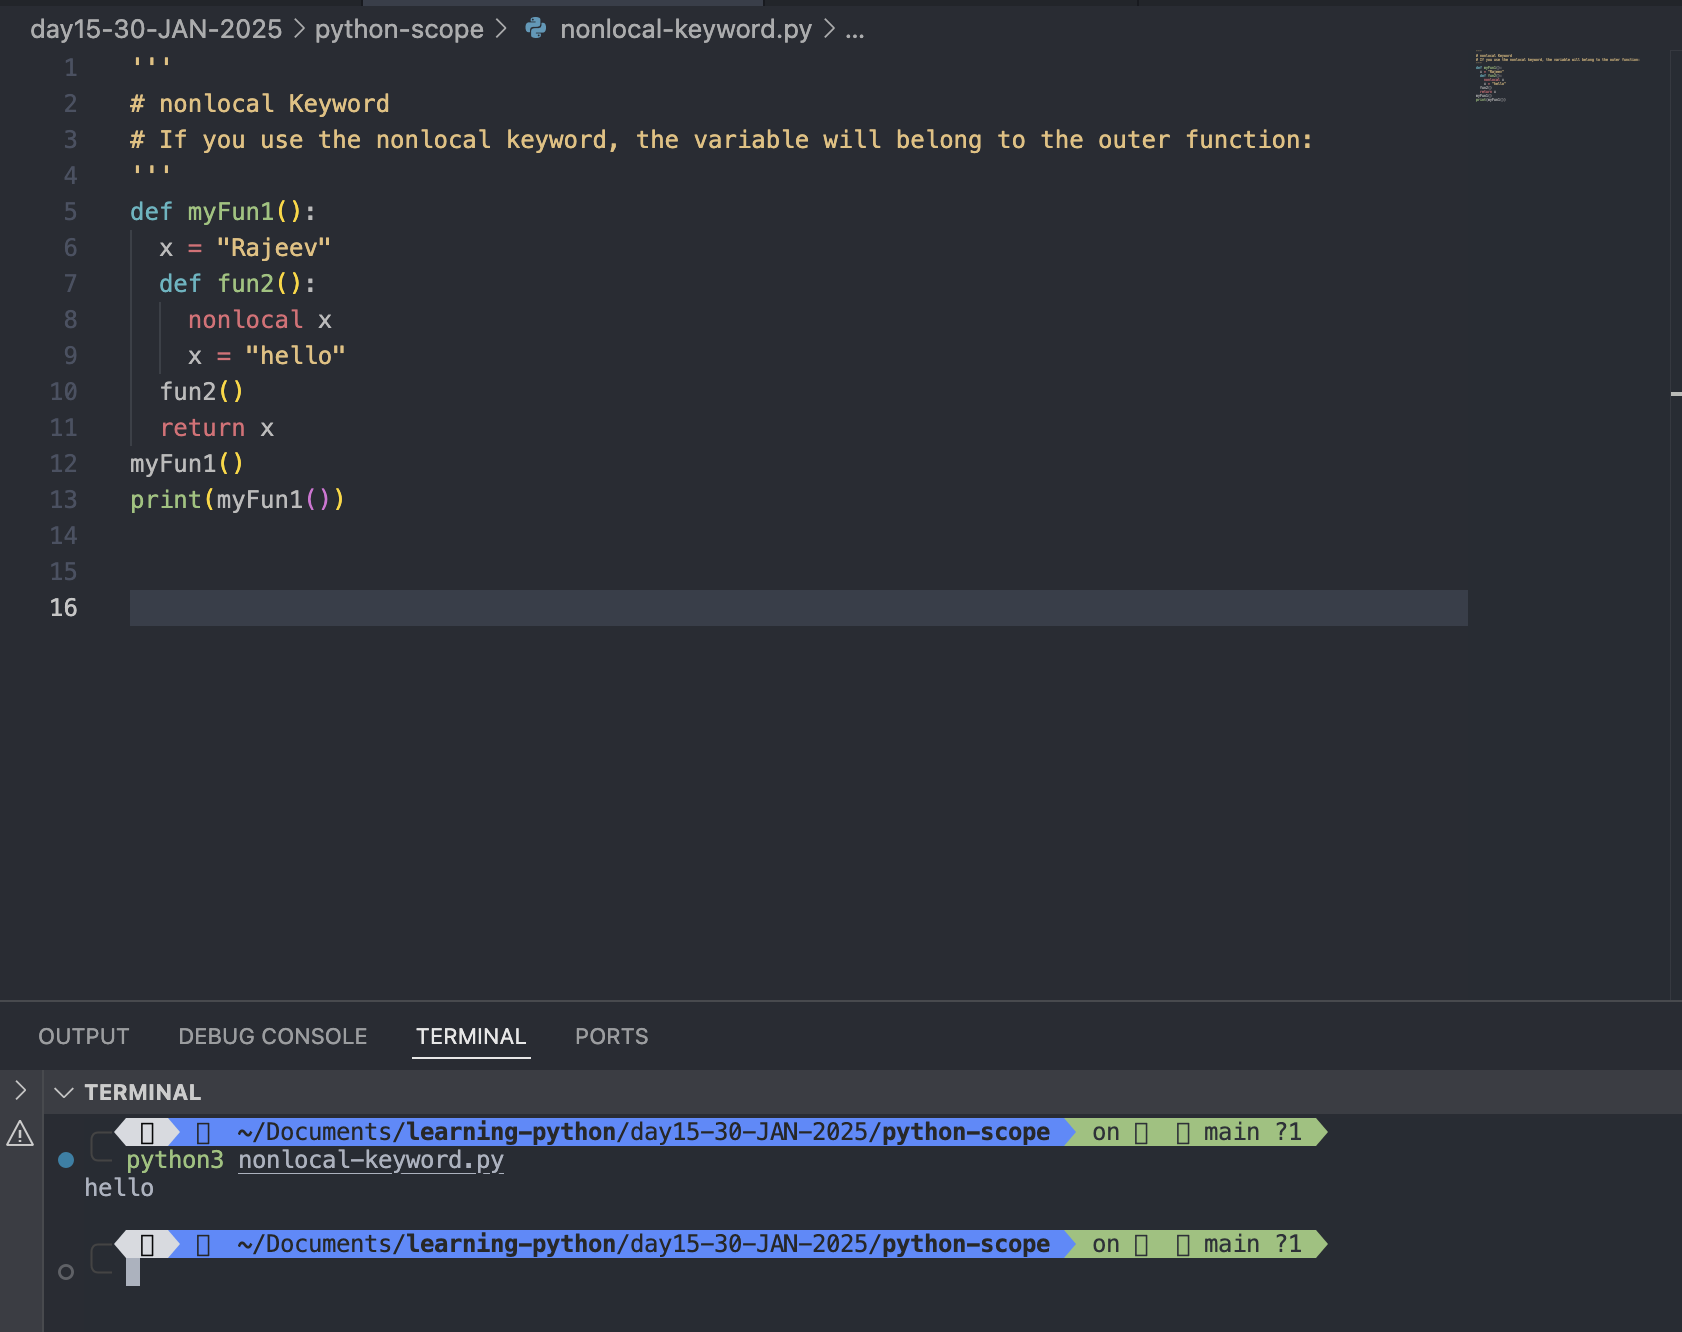 day15-30-JAN-2025 > python-scope > nonlocal-keyword.py > ...
1 '''
2 # nonlocal Keyword
3 # If you use the nonlocal keyword, the variable will belong to the outer function:
4 '''
5 def myFun1():
6   x = "Rajeev"
7   def fun2():
8     nonlocal x
9     x = "hello"
10   fun2()
11   return x
12 myFun1()
13 print(myFun1())
14
15
16
OUTPUT DEBUG CONSOLE TERMINAL PORTS
TERMINAL
~/Documents/learning-python/day15-30-JAN-2025/python-scope on main ?1
python3 nonlocal-keyword.py
hello
~/Documents/learning-python/day15-30-JAN-2025/python-scope on main ?1